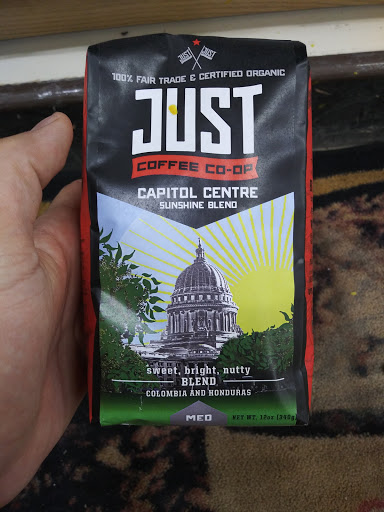 JUST JUST
100% FAIR TRADE & CERTIFIED ORGANIC
JUST
COFFEE CO-OP
CAPITOL CENTRE
SUNSHINE BLEND
sweet, bright, nutty
BLEND
COLOMBIA AND HONDURAS
MED
NET WT. 12oz (340g)